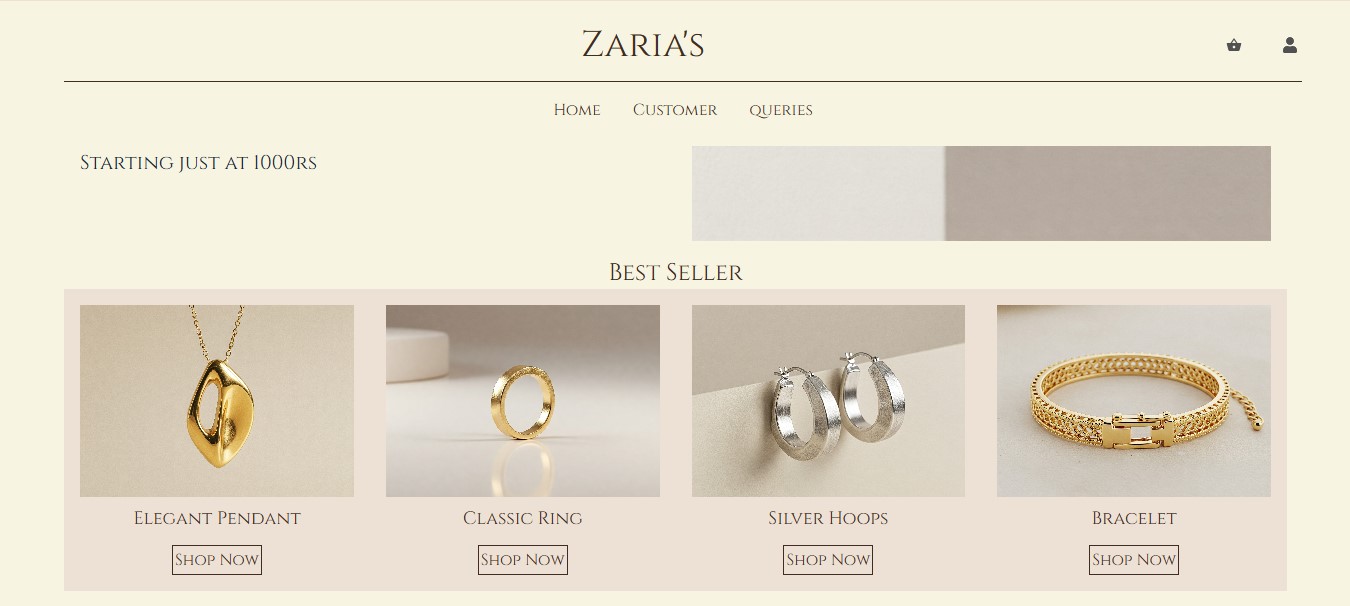 Zaria's
Home Customer queries
Starting just at 1000rs
Best Seller
Elegant Pendant Classic Ring Silver Hoops Bracelet
Shop Now Shop Now Shop Now Shop Now